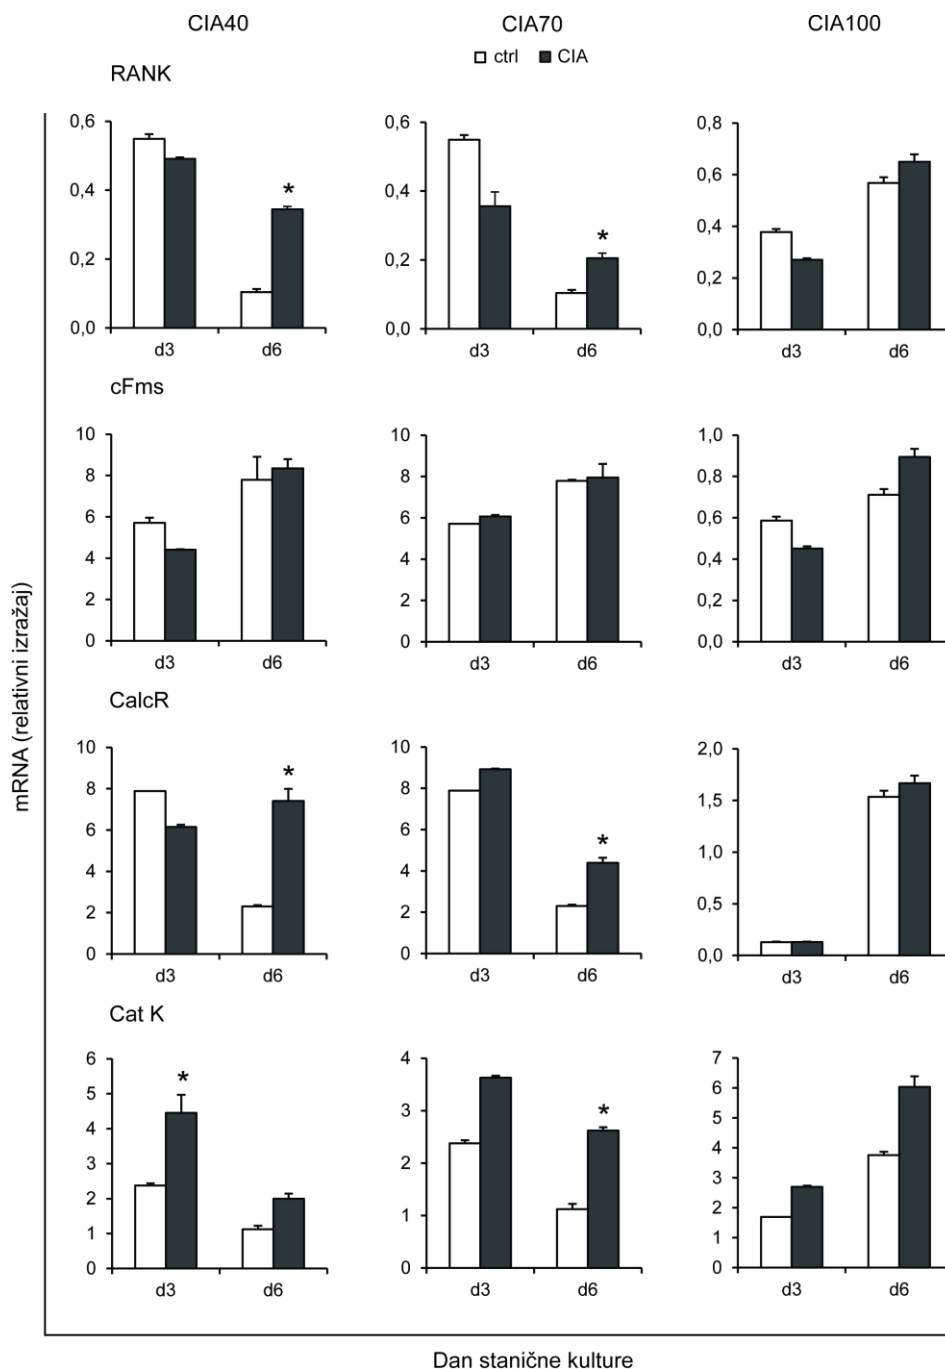 CIA40 CIA70 CIA100
ctrl CIA
RANK
0,6 0,6 0,8
0,4 0,4 0,6
0,2 0,2 0,4
0,0 0,0 0,2
0,0
* *
d3 d6 d3 d6 d3 d6
cFms
10 10 1,0
8 8 0,8
6 6 0,6
4 4 0,4
2 2 0,2
0 0 0,0
d3 d6 d3 d6 d3 d6
mRNA (relativni izražaj)
CalcR
10 10 2,0
8 8 1,5
6 6 1,0
4 4 0,5
2 2 0,0
0 0
* *
d3 d6 d3 d6 d3 d6
Cat K
6 4 7
5 3 6
4 2 5
3 1 4
2 0 3
1 2
0 1
0
* *
d3 d6 d3 d6 d3 d6
Dan stanične kulture